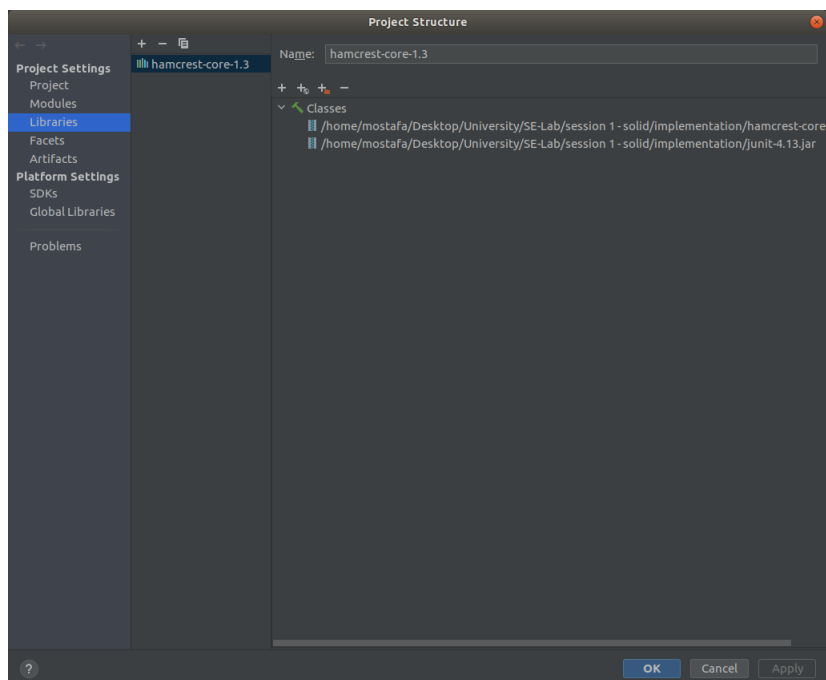 Project Structure
Project Settings
Project
Modules
Libraries
Facets
Artifacts
Platform Settings
SDKs
Global Libraries
Problems
hamcrest-core-1.3
Name: hamcrest-core-1.3
Classes
/home/mostafa/Desktop/University/SE-Lab/session 1 - solid/implementation/hamcrest-core
/home/mostafa/Desktop/University/SE-Lab/session 1 - solid/implementation/junit-4.13.jar
?
OK
Cancel
Apply